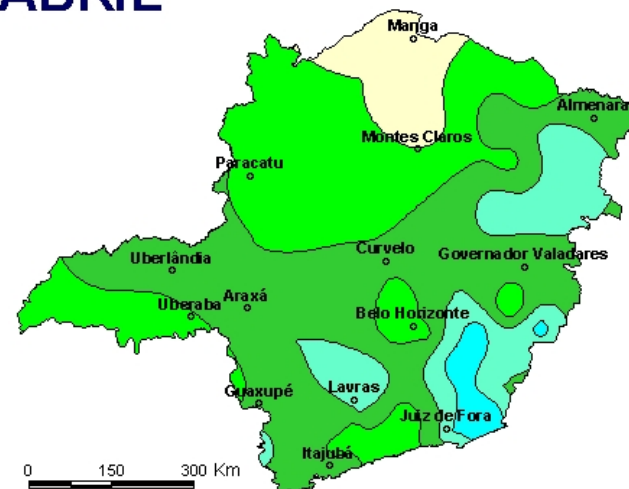 ABRIL
Manga
Almenara
Montes Claros
Paracatu
Curvelo
Governador Valadares
Uberlândia
Araxá
Uberaba
Belo Horizonte
Guaxupé
Lavras
Juiz de Fora
Itajubá
0 150 300 Km